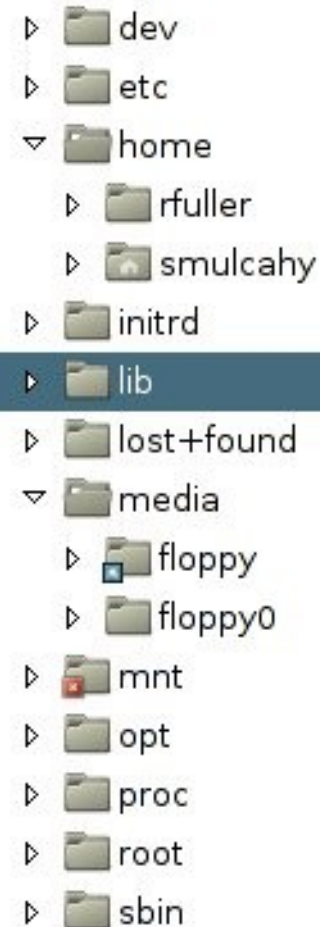 dev
etc
home
rfuller
smulcahy
initrd
lib
lost+found
media
floppy
floppy0
mnt
opt
proc
root
sbin